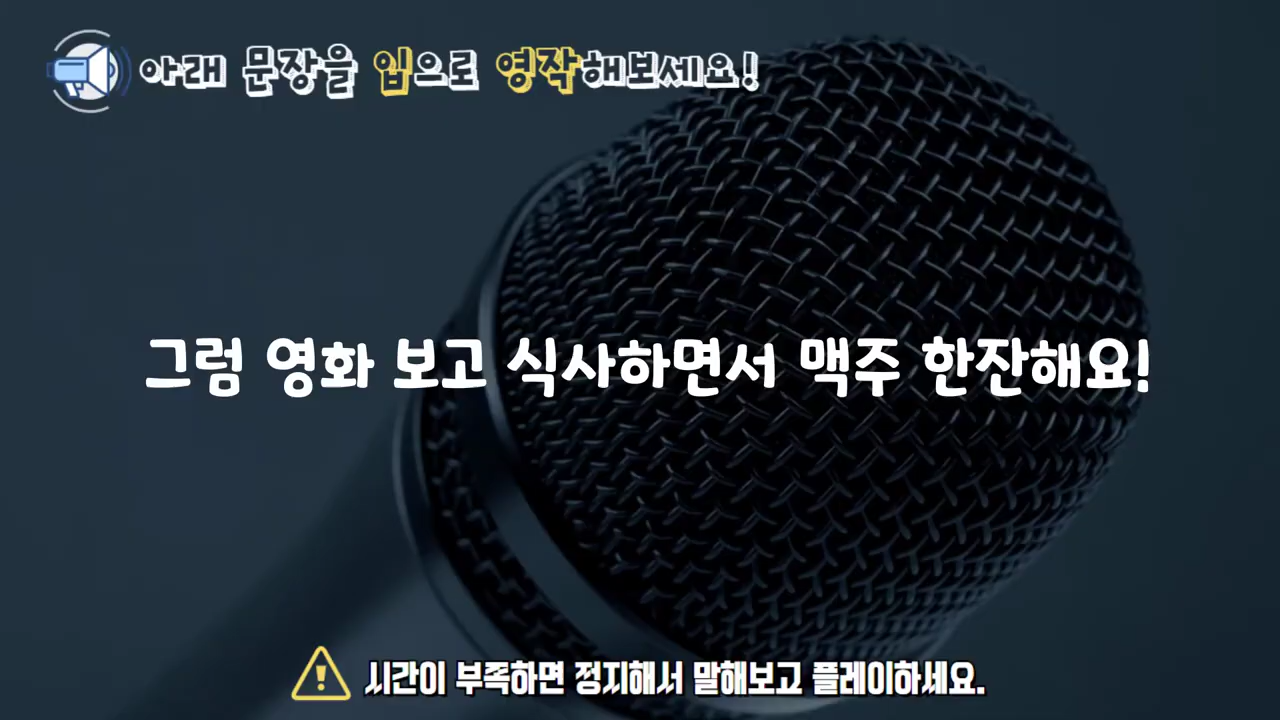 아래 문장을 입으로 영작해보세요!
그럼 영화 보고 식사하면서 맥주 한잔해요!
시간이 부족하면 정지해서 말해보고 플레이하세요.